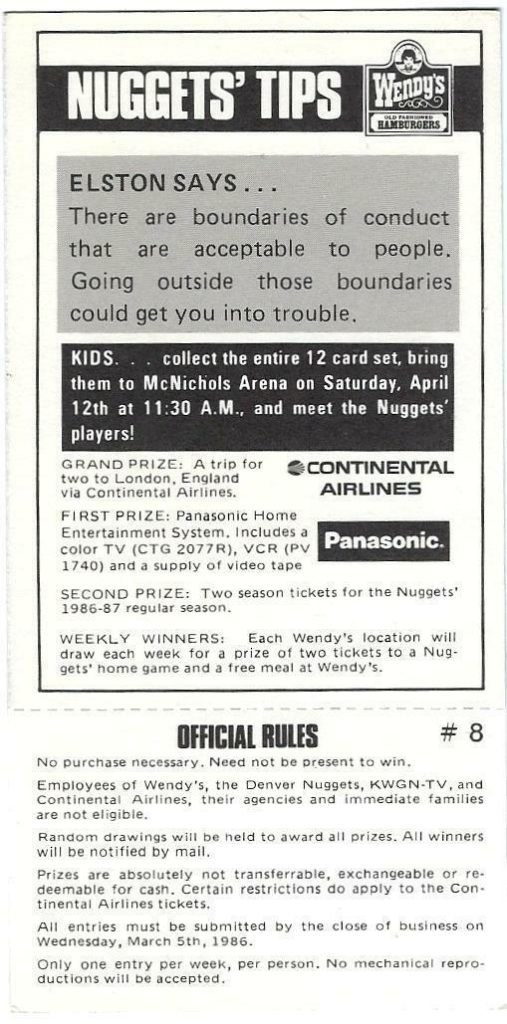 NUGGETS' TIPS
WENDY'S
OLD FASHIONED
HAMBURGERS
ELSTON SAYS . . .
There are boundaries of conduct
that are acceptable to people.
Going outside those boundaries
could get you into trouble.
KIDS. . . collect the entire 12 card set, bring
them to McNichols Arena on Saturday, April
12th at 11:30 A.M., and meet the Nuggets'
players!
GRAND PRIZE: A trip for
two to London, England
via Continental Airlines.
CONTINENTAL
AIRLINES
FIRST PRIZE: Panasonic Home
Entertainment System. Includes a
color TV (CTG 2077R), VCR (PV
1740) and a supply of video tape
Panasonic.
SECOND PRIZE: Two season tickets for the Nuggets'
1986-87 regular season.
WEEKLY WINNERS: Each Wendy's location will
draw each week for a prize of two tickets to a Nug-
gets' home game and a free meal at Wendy's.
OFFICIAL RULES
# 8
No purchase necessary. Need not be present to win.
Employees of Wendy's, the Denver Nuggets, KWGN-TV, and
Continental Airlines, their agencies and immediate families
are not eligible.
Random drawings will be held to award all prizes. All winners
will be notified by mail.
Prizes are absolutely not transferrable, exchangeable or re-
deemable for cash. Certain restrictions do apply to the Con-
tinental Airlines tickets.
All entries must be submitted by the close of business on
Wednesday, March 5th, 1986.
Only one entry per week, per person. No mechanical repro-
ductions will be accepted.